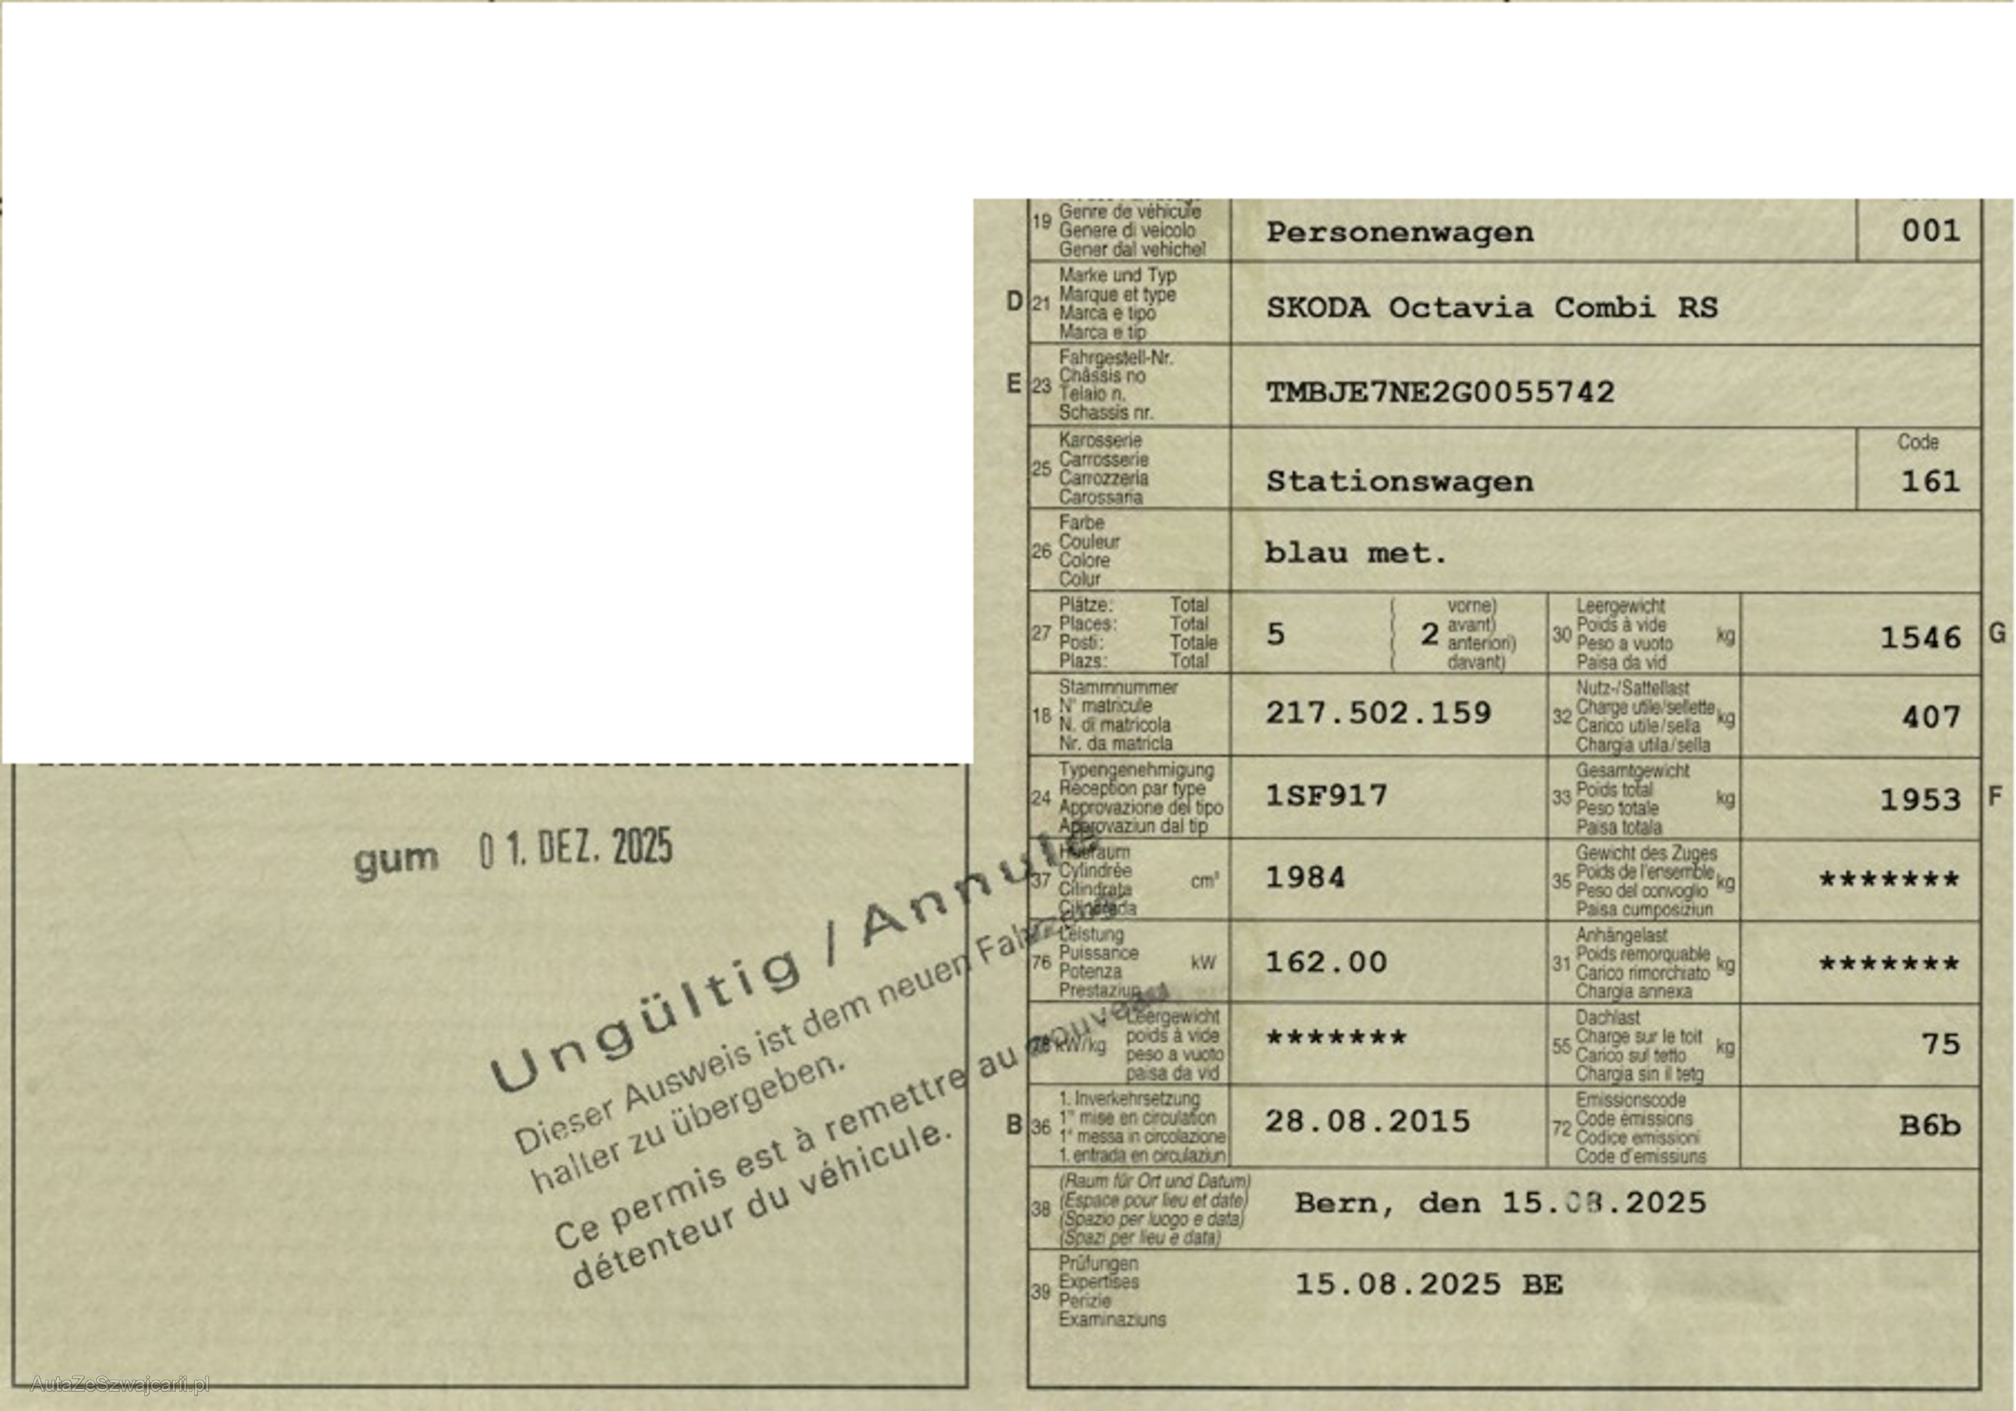 19 Genre de véhicule
Genere di veicolo
Gener dal vehichel
Personenwagen
001
D 21 Marke und Typ
Marque et type
Marca e tipo
Marca e tip
SKODA Octavia Combi RS
E 23 Fahrgestell-Nr.
Châssis no
Telaio n.
Schassis nr.
TMBJE7NE2G0055742
25 Karosserie
Carrosserie
Carrozzeria
Carossaria
Stationswagen
Code
161
26 Farbe
Couleur
Colore
Colur
blau met.
27 Plätze: Total
Places: Total
Posti: Totale
Plazs: Total
5
( vorne)
( 2 avant)
( anteriori)
( davant)
30 Leergewicht
Poids à vide
Peso a vuoto kg
Paisa da vid
1546 G
18 Stammnummer
N° matricule
N. di matricola
Nr. da matricla
217.502.159
32 Nutz-/Sattellast
Charge utile/sellette
Carico utile/sella kg
Chargia utila/sella
407
24 Typengenehmigung
Réception par type
Approvazione del tipo
Approvaziun dal tip
1SF917
33 Gesamtgewicht
Poids total
Peso totale kg
Paisa totala
1953 F
37 Hubraum
Cylindrée
Cilindrata cm³
Cilindrada
1984
35 Gewicht des Zuges
Poids de l'ensemble
Peso del convoglio kg
Paisa cumposiziun
*******
76 Leistung
Puissance
Potenza kW
Prestaziun
162.00
31 Anhängelast
Poids remorquable
Carico rimorchiato kg
Chargia annexa
*******
78 kW/kg Leergewicht
poids à vide
peso a vuoto
paisa da vid
*******
55 Dachlast
Charge sur le toit
Carico sul tetto kg
Chargia sin il tetg
75
B 36 1. Inverkehrsetzung
1re mise en circulation
1a messa in circolazione
1. entrada en circulaziun
28.08.2015
72 Emissionscode
Code émissions
Codice emissioni
Code d'emissiuns
B6b
38 (Raum für Ort und Datum)
(Espace pour lieu et date)
(Spazio per luogo e data)
(Spazi per lieu e data)
Bern, den 15.08.2025
39 Prüfungen
Expertises
Perizie
Examinaziuns
15.08.2025 BE
gum 01. DEZ. 2025
Ungültig / Annulé
Dieser Ausweis ist dem neuen Fahrzeug-
halter zu übergeben.
Ce permis est à remettre au nouveau
détenteur du véhicule.
AutaZeSzwajcarii.pl